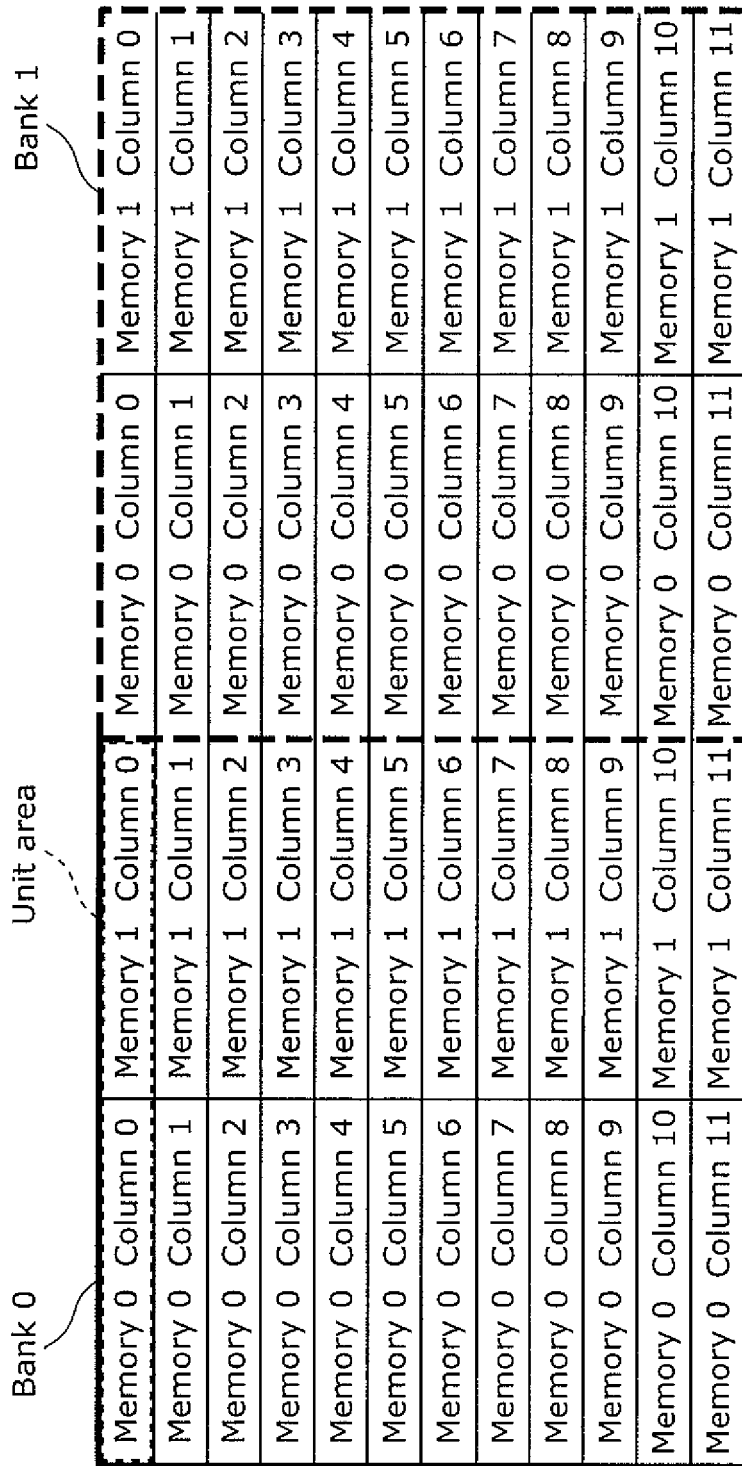 Bank 0 Unit area Bank 1
Memory 0 Column 0 Memory 1 Column 0 Memory 0 Column 0 Memory 1 Column 0
Memory 0 Column 1 Memory 1 Column 1 Memory 0 Column 1 Memory 1 Column 1
Memory 0 Column 2 Memory 1 Column 2 Memory 0 Column 2 Memory 1 Column 2
Memory 0 Column 3 Memory 1 Column 3 Memory 0 Column 3 Memory 1 Column 3
Memory 0 Column 4 Memory 1 Column 4 Memory 0 Column 4 Memory 1 Column 4
Memory 0 Column 5 Memory 1 Column 5 Memory 0 Column 5 Memory 1 Column 5
Memory 0 Column 6 Memory 1 Column 6 Memory 0 Column 6 Memory 1 Column 6
Memory 0 Column 7 Memory 1 Column 7 Memory 0 Column 7 Memory 1 Column 7
Memory 0 Column 8 Memory 1 Column 8 Memory 0 Column 8 Memory 1 Column 8
Memory 0 Column 9 Memory 1 Column 9 Memory 0 Column 9 Memory 1 Column 9
Memory 0 Column 10 Memory 1 Column 10 Memory 0 Column 10 Memory 1 Column 10
Memory 0 Column 11 Memory 1 Column 11 Memory 0 Column 11 Memory 1 Column 11